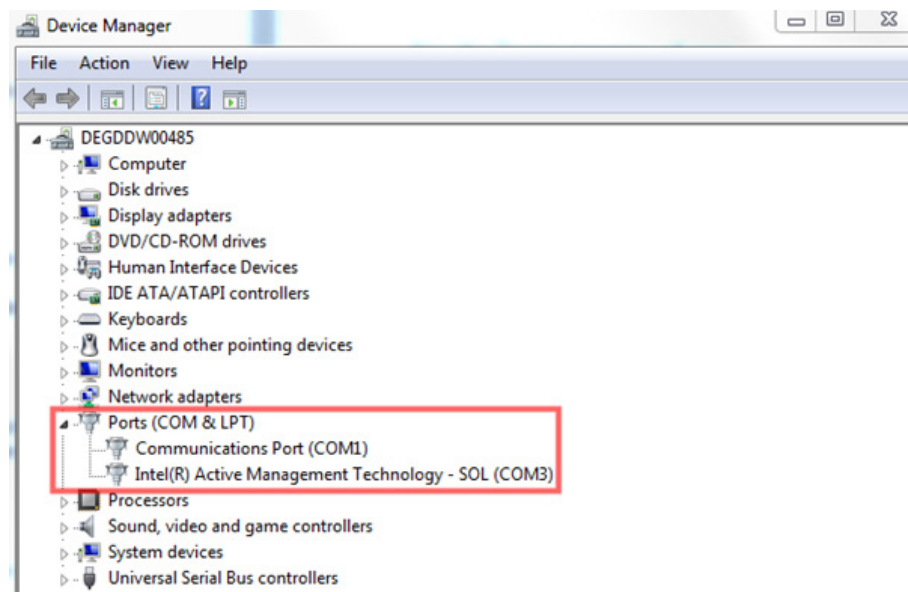 Device Manager
File Action View Help
DEGDDW00485
Computer
Disk drives
Display adapters
DVD/CD-ROM drives
Human Interface Devices
IDE ATA/ATAPI controllers
Keyboards
Mice and other pointing devices
Monitors
Network adapters
Ports (COM & LPT)
Communications Port (COM1)
Intel(R) Active Management Technology - SOL (COM3)
Processors
Sound, video and game controllers
System devices
Universal Serial Bus controllers